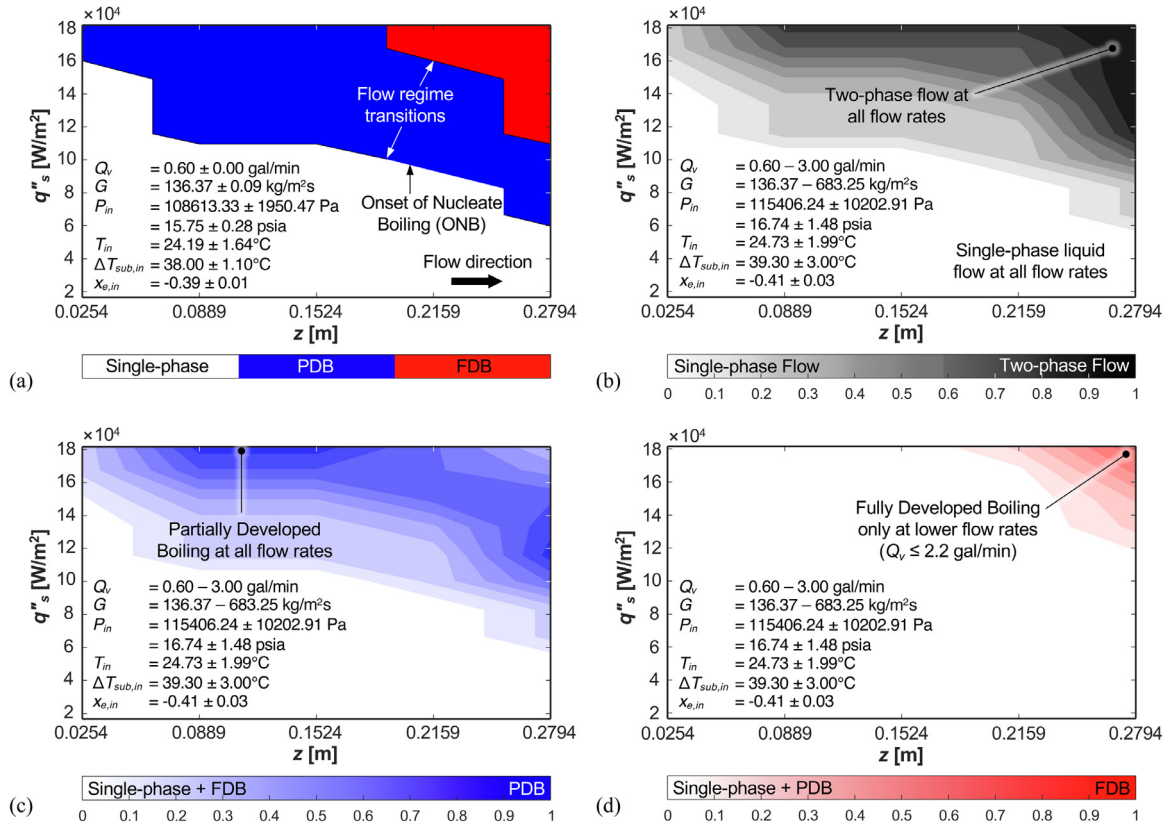 ×10⁴
18
16
14
12
10
8
6
4
2
q″s [W/m²]
Flow regime
transitions
Onset of Nucleate
Boiling (ONB)
Flow direction
Qv = 0.60 ± 0.00 gal/min
G = 136.37 ± 0.09 kg/m²s
Pin = 108613.33 ± 1950.47 Pa
= 15.75 ± 0.28 psia
Tin = 24.19 ± 1.64°C
ΔTsub,in = 38.00 ± 1.10°C
xe,in = -0.39 ± 0.01
0.0254 0.0889 0.1524 0.2159 0.2794
z [m]
(a)
Single-phase PDB FDB
×10⁴
18
16
14
12
10
8
6
4
2
q″s [W/m²]
Two-phase flow at
all flow rates
Single-phase liquid
flow at all flow rates
Qv = 0.60 – 3.00 gal/min
G = 136.37 – 683.25 kg/m²s
Pin = 115406.24 ± 10202.91 Pa
= 16.74 ± 1.48 psia
Tin = 24.73 ± 1.99°C
ΔTsub,in = 39.30 ± 3.00°C
xe,in = -0.41 ± 0.03
0.0254 0.0889 0.1524 0.2159 0.2794
z [m]
(b)
Single-phase Flow Two-phase Flow
0 0.1 0.2 0.3 0.4 0.5 0.6 0.7 0.8 0.9 1
×10⁴
18
16
14
12
10
8
6
4
2
q″s [W/m²]
Partially Developed
Boiling at all flow rates
Qv = 0.60 – 3.00 gal/min
G = 136.37 – 683.25 kg/m²s
Pin = 115406.24 ± 10202.91 Pa
= 16.74 ± 1.48 psia
Tin = 24.73 ± 1.99°C
ΔTsub,in = 39.30 ± 3.00°C
xe,in = -0.41 ± 0.03
0.0254 0.0889 0.1524 0.2159 0.2794
z [m]
(c)
Single-phase + FDB PDB
0 0.1 0.2 0.3 0.4 0.5 0.6 0.7 0.8 0.9 1
×10⁴
18
16
14
12
10
8
6
4
2
q″s [W/m²]
Fully Developed Boiling
only at lower flow rates
(Qv ≤ 2.2 gal/min)
Qv = 0.60 – 3.00 gal/min
G = 136.37 – 683.25 kg/m²s
Pin = 115406.24 ± 10202.91 Pa
= 16.74 ± 1.48 psia
Tin = 24.73 ± 1.99°C
ΔTsub,in = 39.30 ± 3.00°C
xe,in = -0.41 ± 0.03
0.0254 0.0889 0.1524 0.2159 0.2794
z [m]
(d)
Single-phase + PDB FDB
0 0.1 0.2 0.3 0.4 0.5 0.6 0.7 0.8 0.9 1